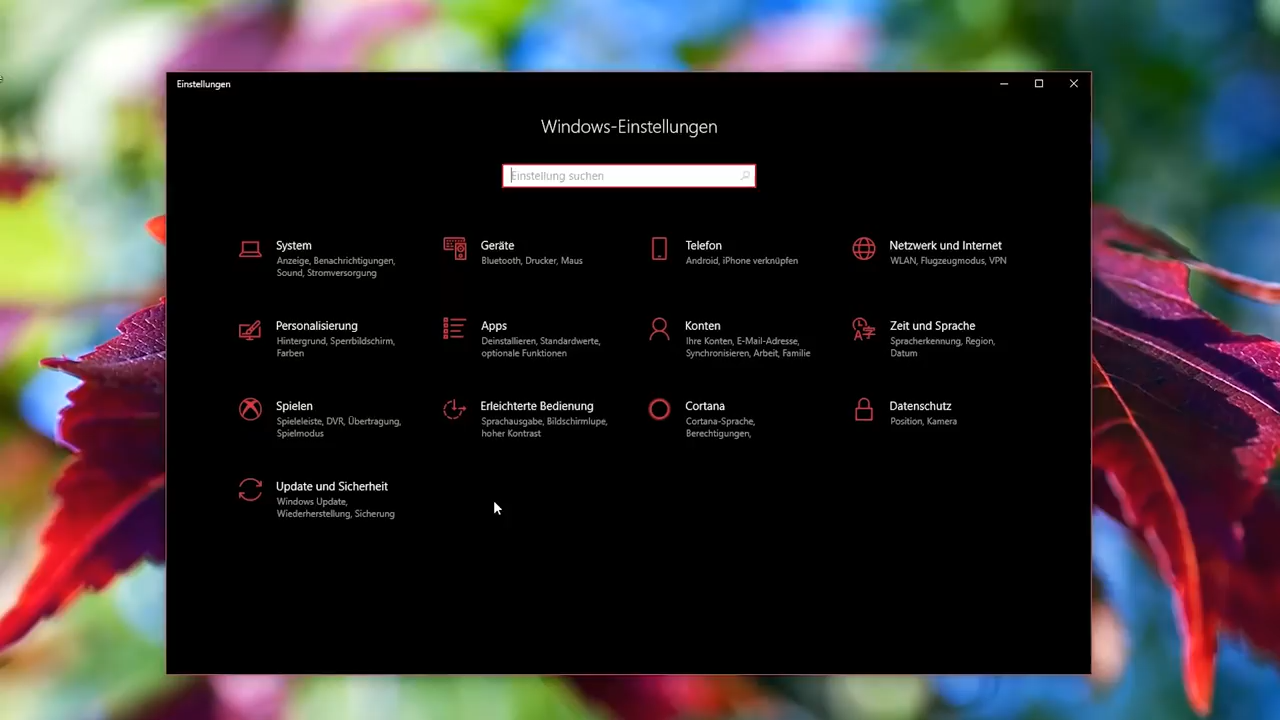 Einstellungen
Windows-Einstellungen
Einstellung suchen
System
Anzeige, Benachrichtigungen,
Sound, Stromversorgung
Geräte
Bluetooth, Drucker, Maus
Telefon
Android, iPhone verknüpfen
Netzwerk und Internet
WLAN, Flugzeugmodus, VPN
Personalisierung
Hintergrund, Sperrbildschirm,
Farben
Apps
Deinstallieren, Standardwerte,
optionale Funktionen
Konten
Ihre Konten, E-Mail-Adresse,
Synchronisieren, Arbeit, Familie
Zeit und Sprache
Spracherkennung, Region,
Datum
Spielen
Spieleleiste, DVR, Übertragung,
Spielmodus
Erleichterte Bedienung
Sprachausgabe, Bildschirmlupe,
hoher Kontrast
Cortana
Cortana-Sprache,
Berechtigungen,
Datenschutz
Position, Kamera
Update und Sicherheit
Windows Update,
Wiederherstellung, Sicherung